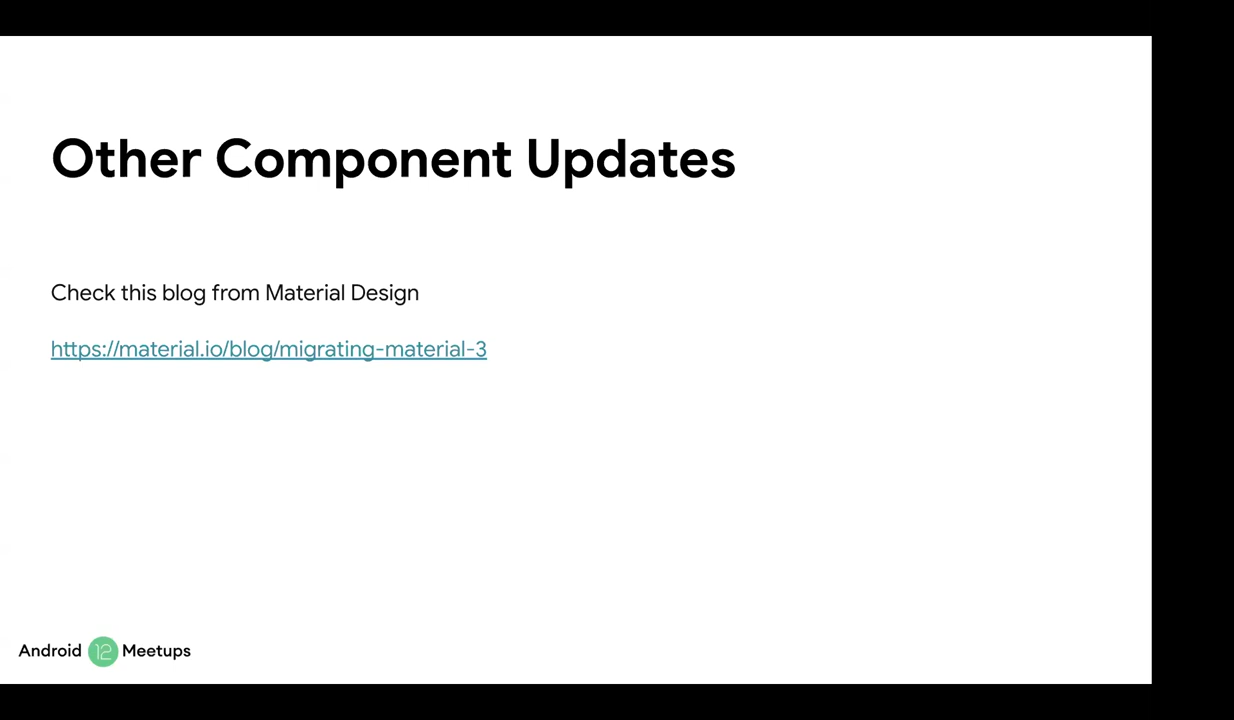 Other Component Updates
Check this blog from Material Design
https://material.io/blog/migrating-material-3
Android 12 Meetups